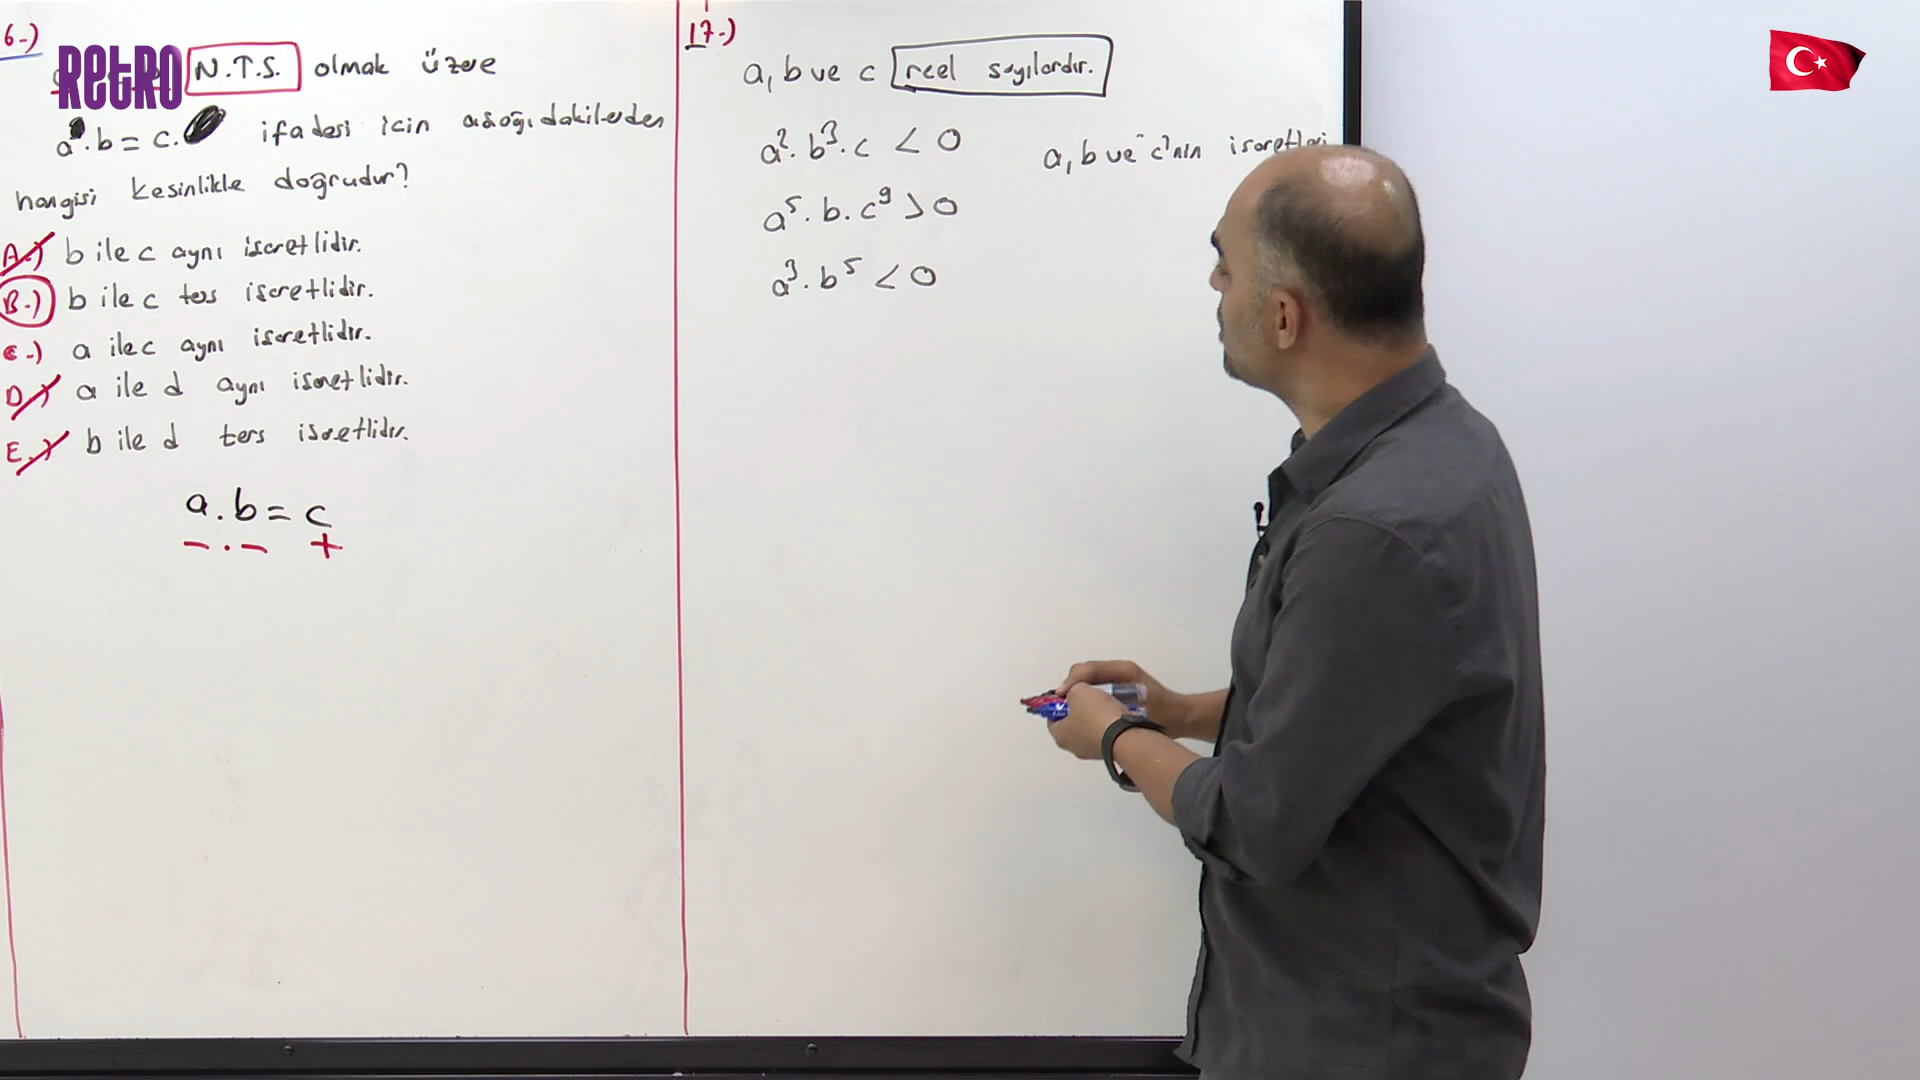 6-)
RETRO
N.T.S. olmak üzere
a.b = c. ifadesi için aşağıdakilerden
hangisi kesinlikle doğrudur?
A-) b ile c aynı işaretlidir.
B-) b ile c ters işaretlidir.
C-) a ile c aynı işaretlidir.
D-) a ile d aynı işaretlidir.
E-) b ile d ters işaretlidir.
a.b = c
- . - +
17-)
a, b ve c reel sayılardır.
a².b³.c < 0 a, b ve c'nin işaretleri
a⁵.b.c⁹ > 0
a³.b⁵ < 0